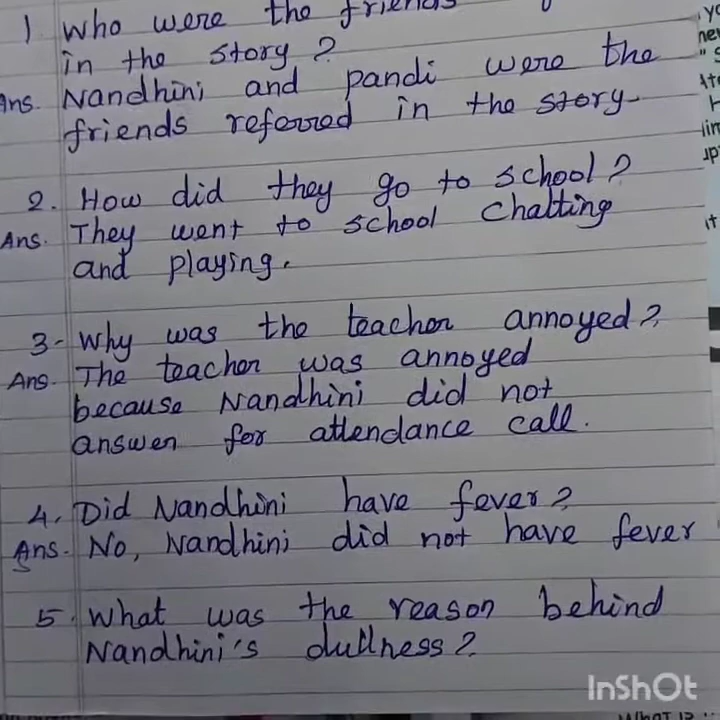 1 Who were the friends
in the story ?
Ans. Nandhini and pandi were the
friends referred in the story.
2. How did they go to school ?
Ans. They went to school chatting
and playing.
3- Why was the teacher annoyed ?
Ans. The teacher was annoyed
because Nandhini did not
answer for attendance call.
4. Did Nandhini have fever ?
Ans. No, Nandhini did not have fever
5. What was the reason behind
Nandhini's dullness ?
InShOt